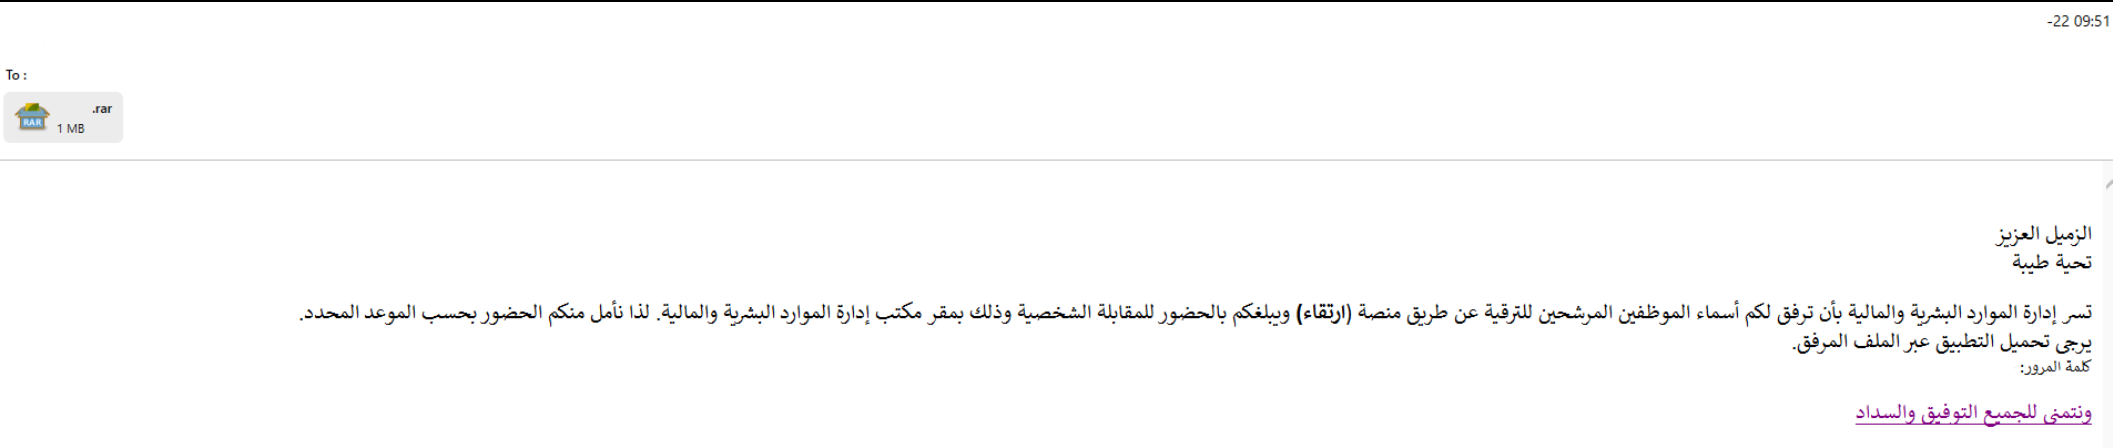 -22 09:51
To :
.rar
RAR
1 MB
الزميل العزيز
تحية طيبة
تسر إدارة الموارد البشرية والمالية بأن ترفق لكم أسماء الموظفين المرشحين للترقية عن طريق منصة (ارتقاء) ويبلغكم بالحضور للمقابلة الشخصية وذلك بمقر مكتب إدارة الموارد البشرية والمالية. لذا نأمل منكم الحضور بحسب الموعد المحدد.
يرجى تحميل التطبيق عبر الملف المرفق.
كلمة المرور:
ونتمنى للجميع التوفيق والسداد